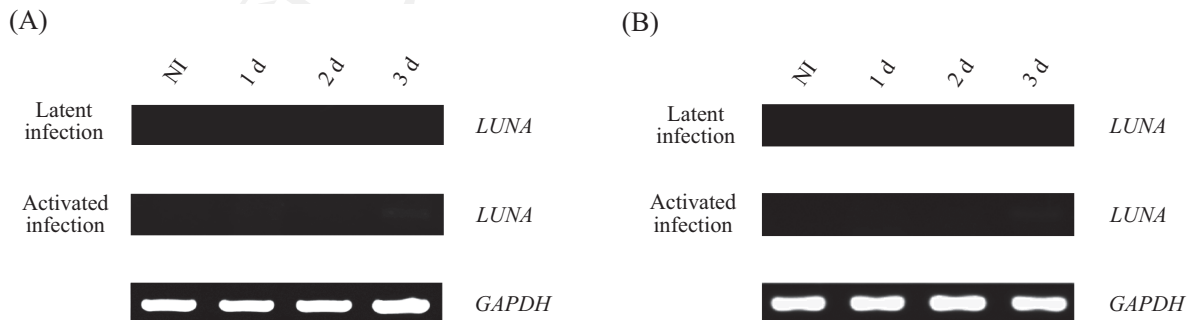 (A)
NI 1 d 2 d 3 d
Latent
infection
LUNA
Activated
infection
LUNA
GAPDH
(B)
NI 1 d 2 d 3 d
Latent
infection
LUNA
Activated
infection
LUNA
GAPDH